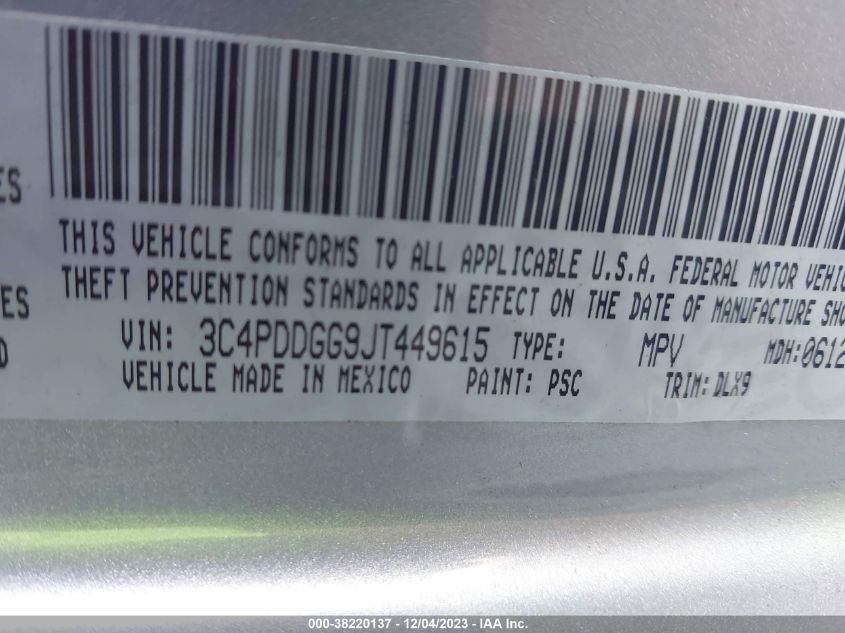 ES
THIS VEHICLE CONFORMS TO ALL APPLICABLE U.S.A. FEDERAL MOTOR VEHIC
THEFT PREVENTION STANDARDS IN EFFECT ON THE DATE OF MANUFACTURE SHO
ES
VIN: 3C4PDDGG9JT449615 TYPE: MPV MDH:0612
D
VEHICLE MADE IN MEXICO PAINT: PSC TRIM: DLX9
000-38220137 - 12/04/2023 - IAA Inc.